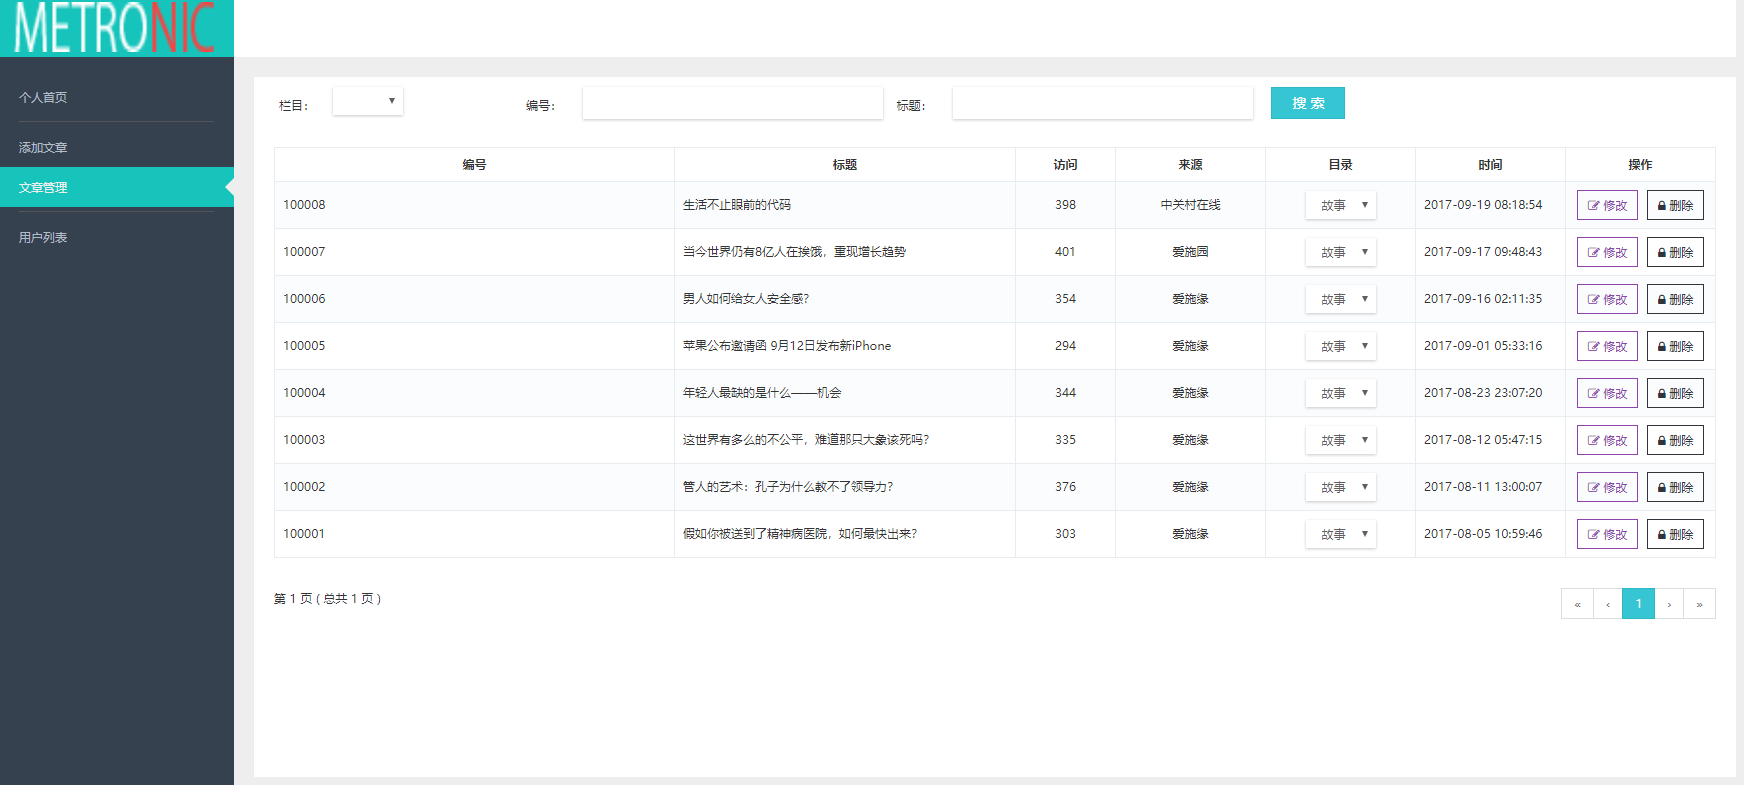 METRONIC
个人首页
添加文章
文章管理
用户列表
栏目： 编号： 标题： 搜 索
编号 标题 访问 来源 目录 时间 操作
100008 生活不止眼前的代码 398 中关村在线 故事 2017-09-19 08:18:54 修改 删除
100007 当今世界仍有8亿人在挨饿，重现增长趋势 401 爱施园 故事 2017-09-17 09:48:43 修改 删除
100006 男人如何给女人安全感？ 354 爱施缘 故事 2017-09-16 02:11:35 修改 删除
100005 苹果公布邀请函 9月12日发布新iPhone 294 爱施缘 故事 2017-09-01 05:33:16 修改 删除
100004 年轻人最缺的是什么——机会 344 爱施缘 故事 2017-08-23 23:07:20 修改 删除
100003 这世界有多么的不公平，难道那只大象该死吗？ 335 爱施缘 故事 2017-08-12 05:47:15 修改 删除
100002 管人的艺术：孔子为什么教不了领导力？ 376 爱施缘 故事 2017-08-11 13:00:07 修改 删除
100001 假如你被送到了精神病医院，如何最快出来？ 303 爱施缘 故事 2017-08-05 10:59:46 修改 删除
第 1 页 ( 总共 1 页 ) « ‹ 1 › »